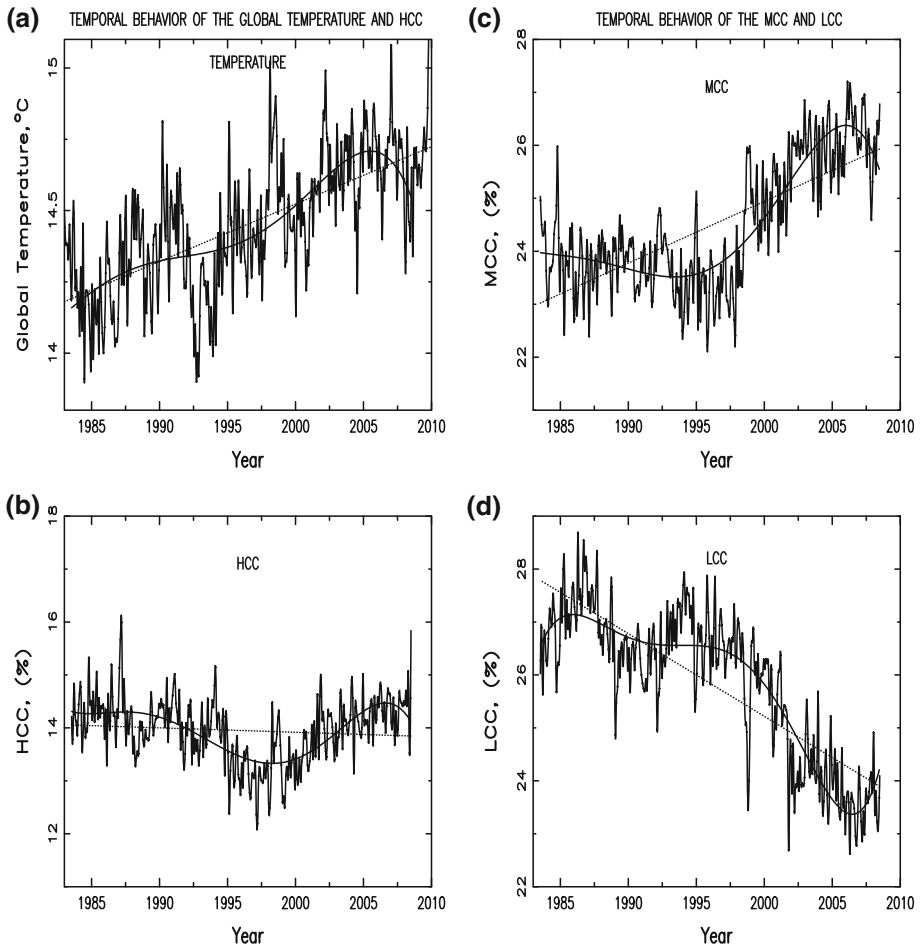 (a) TEMPORAL BEHAVIOR OF THE GLOBAL TEMPERATURE AND HCC
TEMPERATURE
Global Temperature, °C
15
14.5
14
1985 1990 1995 2000 2005 2010
Year
(b)
HCC
HCC, (%)
18
16
14
12
1985 1990 1995 2000 2005 2010
Year
(c) TEMPORAL BEHAVIOR OF THE MCC AND LCC
MCC
MCC, (%)
28
26
24
22
1985 1990 1995 2000 2005 2010
Year
(d)
LCC
LCC, (%)
28
26
24
22
1985 1990 1995 2000 2005 2010
Year